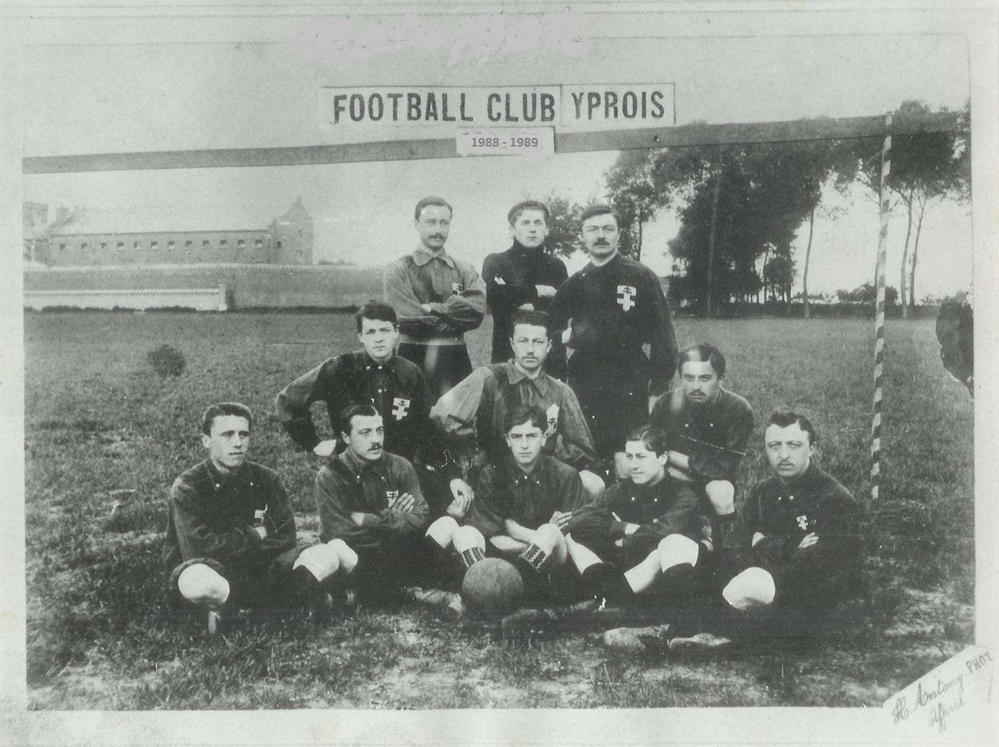 FOOTBALL CLUB YPROIS
1988 - 1989
H. Antony PHOT.
Ypres.